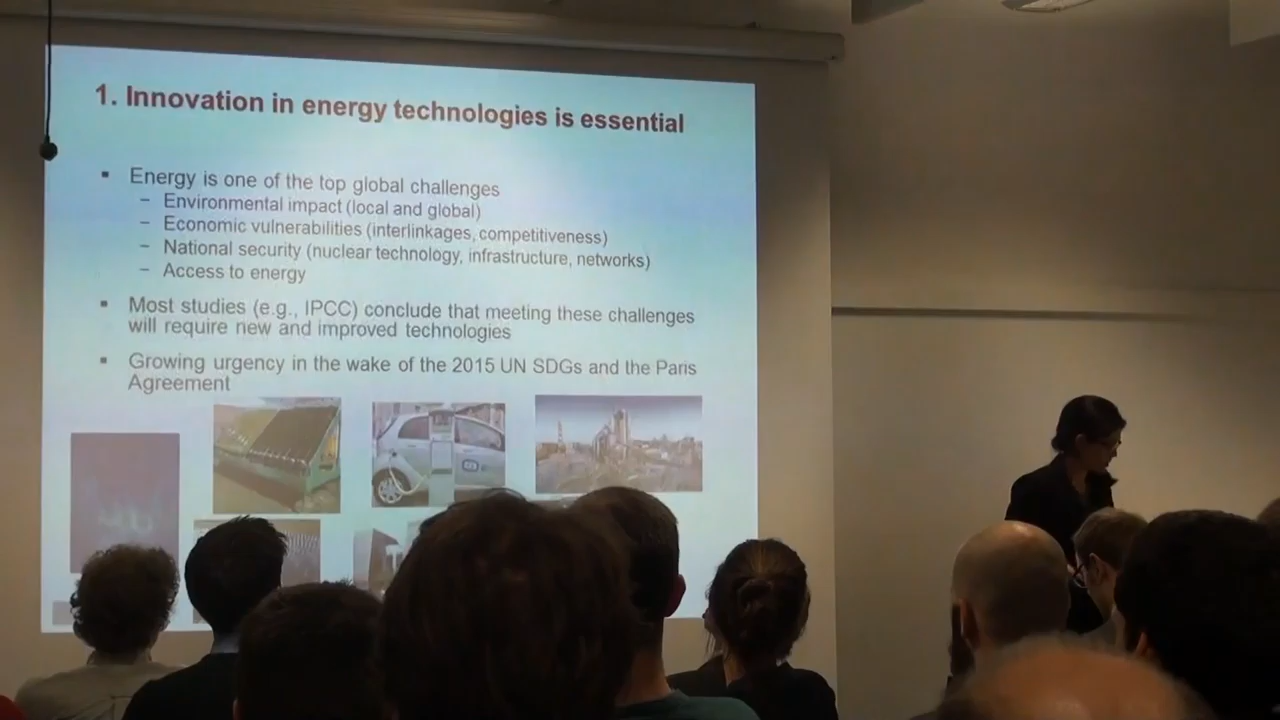 1. Innovation in energy technologies is essential
▪ Energy is one of the top global challenges
– Environmental impact (local and global)
– Economic vulnerabilities (interlinkages, competitiveness)
– National security (nuclear technology, infrastructure, networks)
– Access to energy
▪ Most studies (e.g., IPCC) conclude that meeting these challenges
will require new and improved technologies
▪ Growing urgency in the wake of the 2015 UN SDGs and the Paris
Agreement